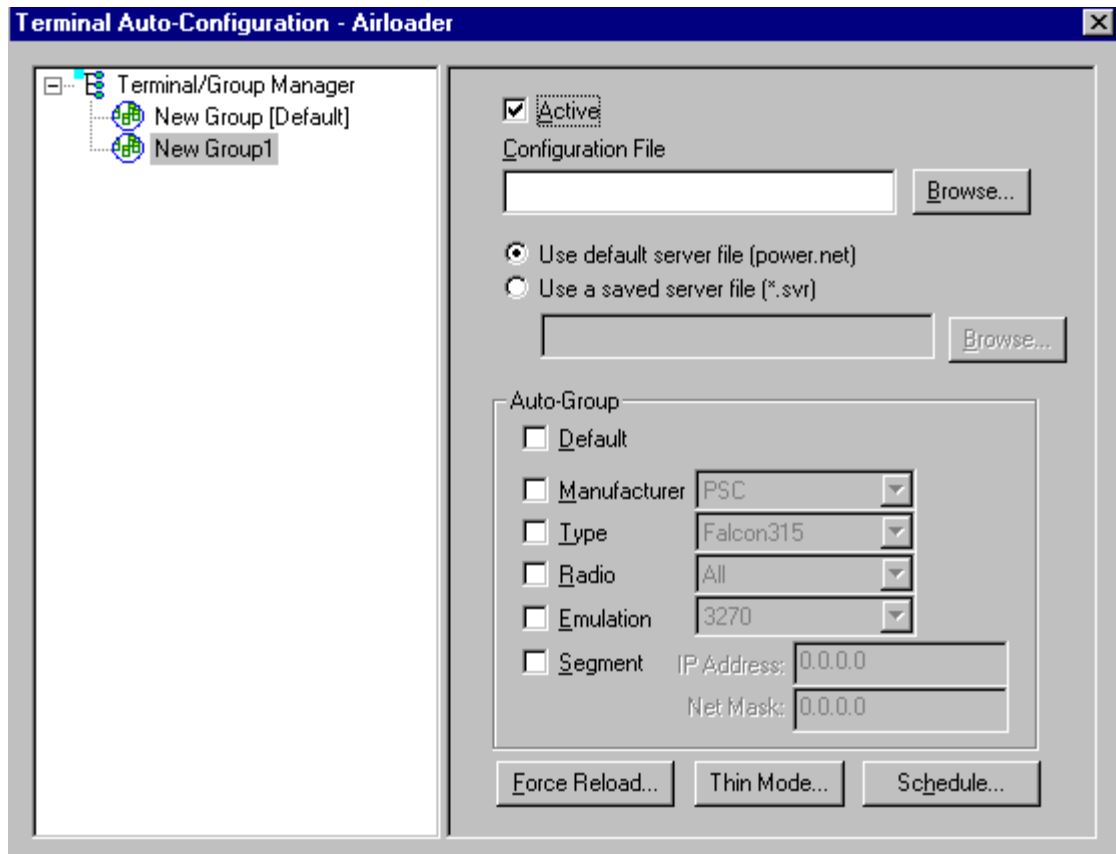 Terminal Auto-Configuration - Airloader
Terminal/Group Manager
New Group [Default]
New Group1
Active
Configuration File
Browse...
Use default server file (power.net)
Use a saved server file (*.svr)
Browse...
Auto-Group
Default
Manufacturer PSC
Type Falcon315
Radio All
Emulation 3270
Segment IP Address: 0.0.0.0
Net Mask: 0.0.0.0
Force Reload... Thin Mode... Schedule...